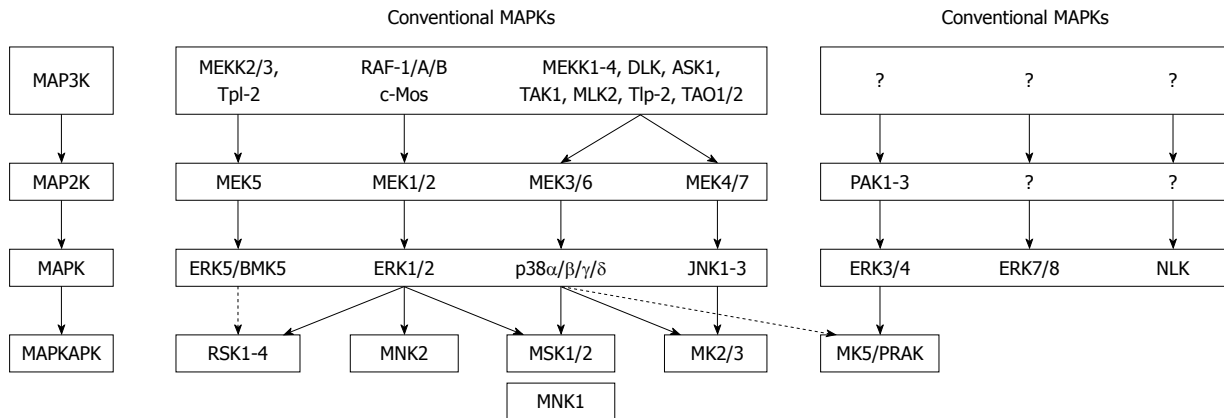 Conventional MAPKs
Conventional MAPKs
MAP3K
MEKK2/3,
Tpl-2
RAF-1/A/B
c-Mos
MEKK1-4, DLK, ASK1,
TAK1, MLK2, Tlp-2, TAO1/2
?
?
?
MAP2K
MEK5
MEK1/2
MEK3/6
MEK4/7
PAK1-3
?
?
MAPK
ERK5/BMK5
ERK1/2
p38α/β/γ/δ
JNK1-3
ERK3/4
ERK7/8
NLK
MAPKAPK
RSK1-4
MNK2
MSK1/2
MK2/3
MK5/PRAK
MNK1